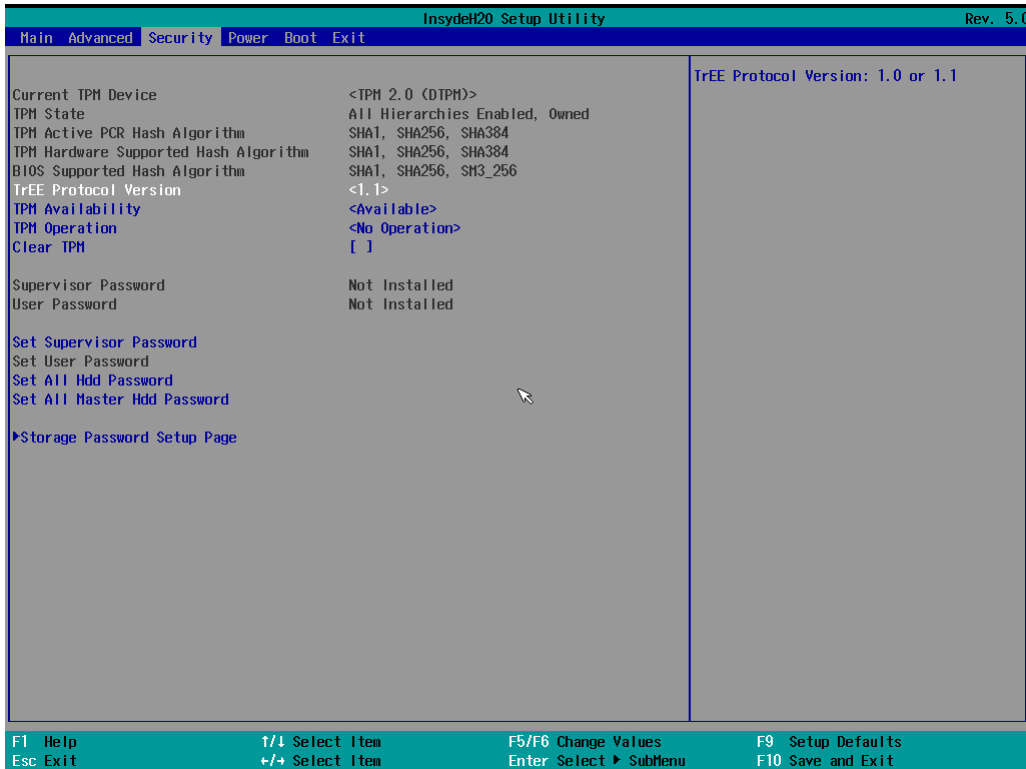 InsydeH20 Setup Utility Rev. 5.0
Main Advanced Security Power Boot Exit
TrEE Protocol Version: 1.0 or 1.1
Current TPM Device <TPM 2.0 (DTPM)>
TPM State All Hierarchies Enabled, Owned
TPM Active PCR Hash Algorithm SHA1, SHA256, SHA384
TPM Hardware Supported Hash Algorithm SHA1, SHA256, SHA384
BIOS Supported Hash Algorithm SHA1, SHA256, SM3_256
TrEE Protocol Version <1.1>
TPM Availability <Available>
TPM Operation <No Operation>
Clear TPM [ ]
Supervisor Password Not Installed
User Password Not Installed
Set Supervisor Password
Set User Password
Set All Hdd Password
Set All Master Hdd Password
▶Storage Password Setup Page
F1 Help ↑/↓ Select Item F5/F6 Change Values F9 Setup Defaults
Esc Exit ←/→ Select Item Enter Select ▶ SubMenu F10 Save and Exit